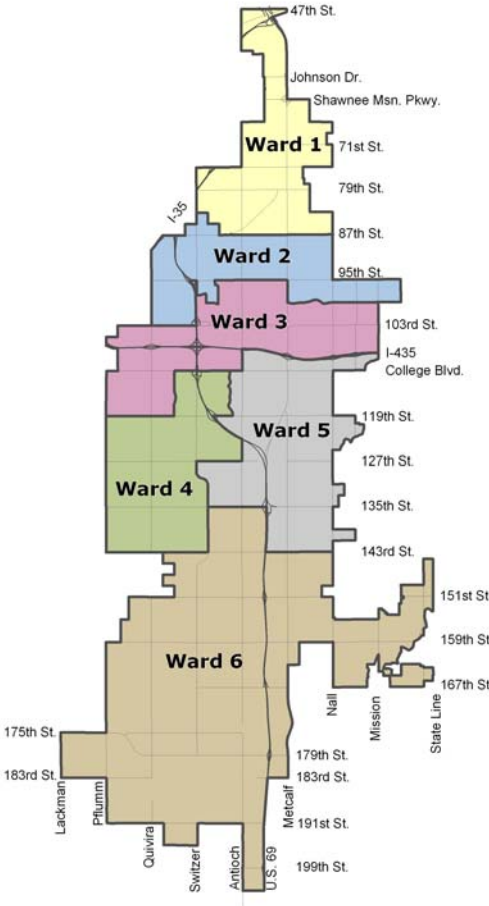 47th St.
Johnson Dr.
Shawnee Msn. Pkwy.
Ward 1
71st St.
79th St.
I-35
87th St.
Ward 2
95th St.
Ward 3
103rd St.
I-435
College Blvd.
119th St.
Ward 5
127th St.
Ward 4
135th St.
143rd St.
151st St
159th St.
Ward 6
167th St
Nall
Mission
State Line
175th St.
179th St.
183rd St.
183rd St.
Lackman
Pflumm
Metcalf
191st St.
Quivira
Switzer
Antioch
U.S. 69
199th St.